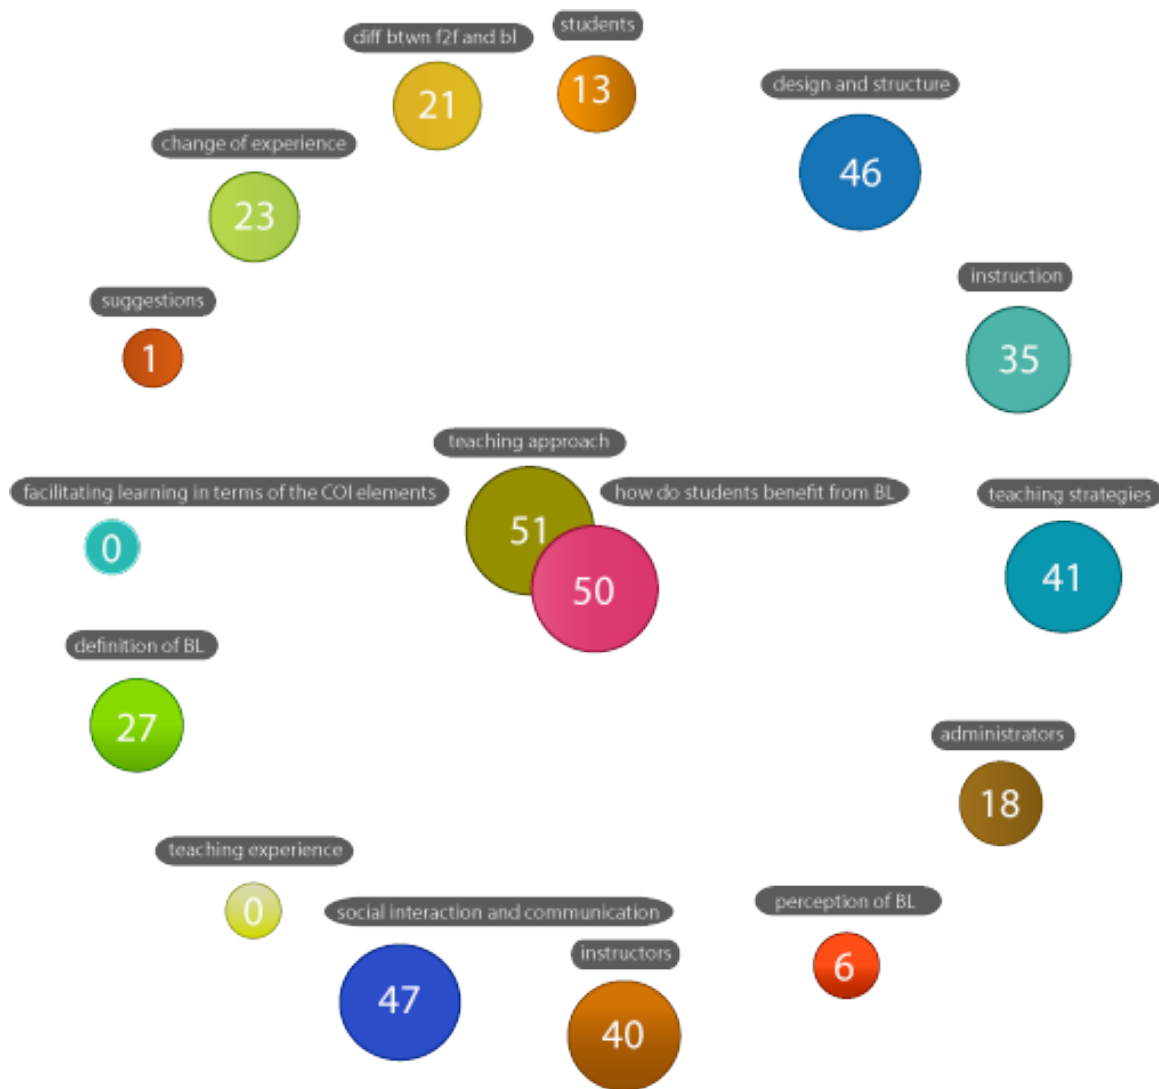 students
diff btwn f2f and bl
13
21
design and structure
46
change of experience
23
instruction
35
suggestions
1
teaching approach
51
how do students benefit from BL
50
facilitating learning in terms of the COI elements
0
teaching strategies
41
definition of BL
27
administrators
18
teaching experience
0
perception of BL
6
social interaction and communication
47
instructors
40